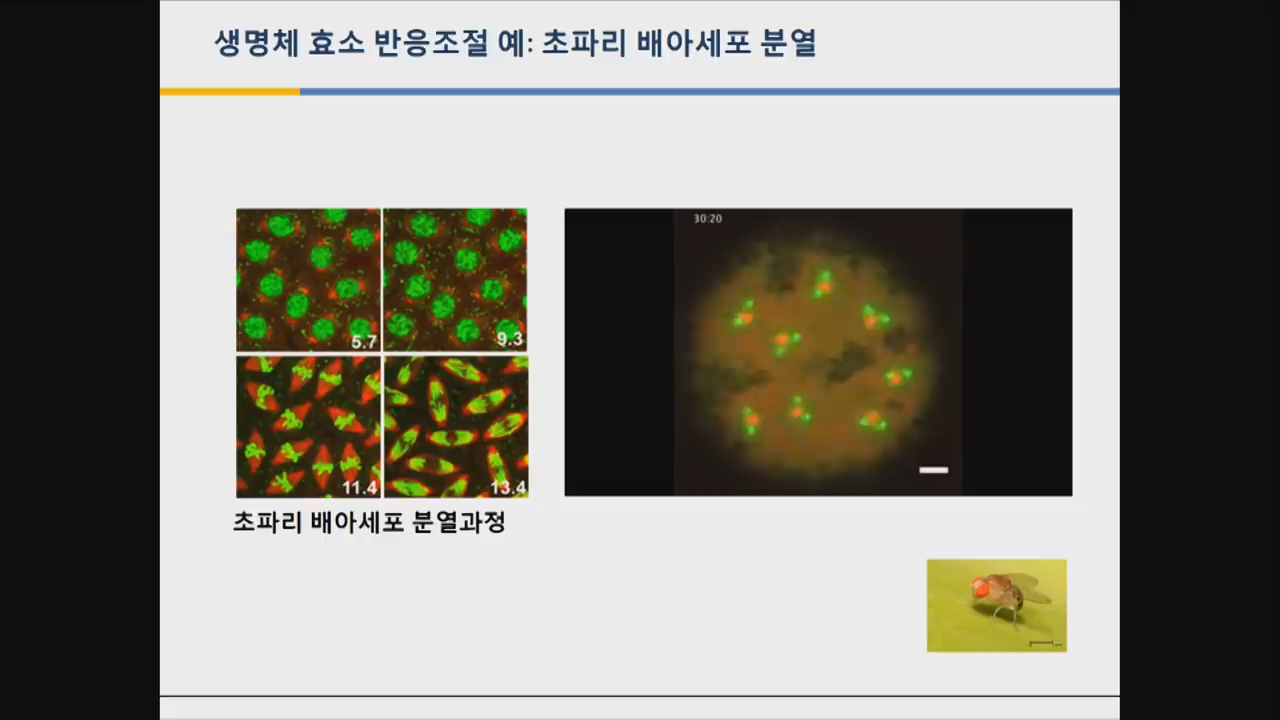 생명체 효소 반응조절 예: 초파리 배아세포 분열
5.7
9.3
11.4
13.4
30:20
초파리 배아세포 분열과정